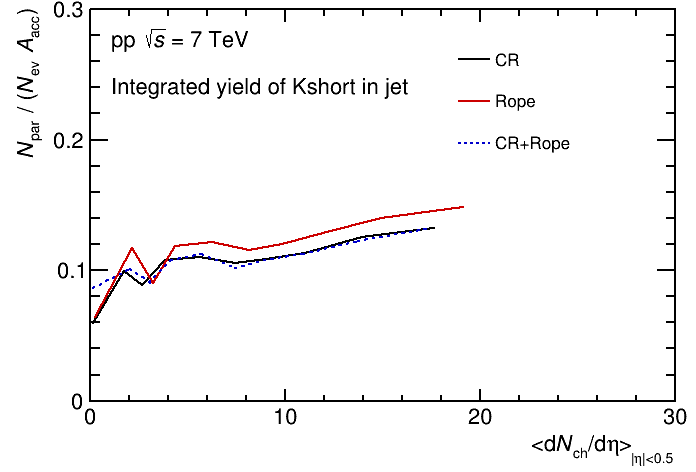 0.3
0.2
0.1
0
N_par / (N_ev A_acc)
pp √s = 7 TeV
Integrated yield of Kshort in jet
CR
Rope
CR+Rope
0 10 20 30
<dN_ch/dη>_|η|<0.5